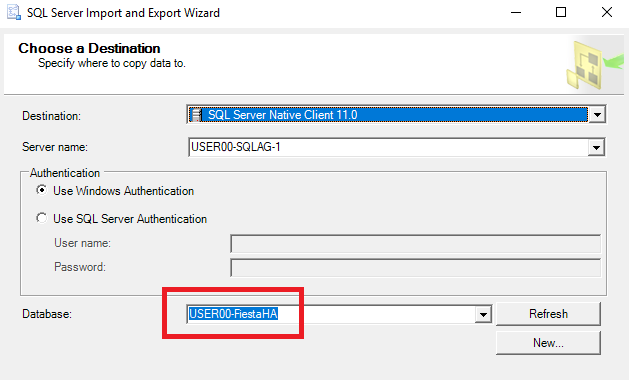 SQL Server Import and Export Wizard
Choose a Destination
Specify where to copy data to.
Destination:
SQL Server Native Client 11.0
Server name:
USER00-SQLAG-1
Authentication
Use Windows Authentication
Use SQL Server Authentication
User name:
Password:
Database:
USER00-FiestaHA
Refresh
New...